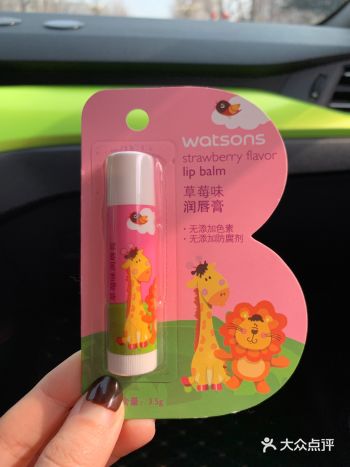 watsons
strawberry flavor
lip balm
草莓味
润唇膏
·无添加色素
·无添加防腐剂
含量：3.5g
大众点评